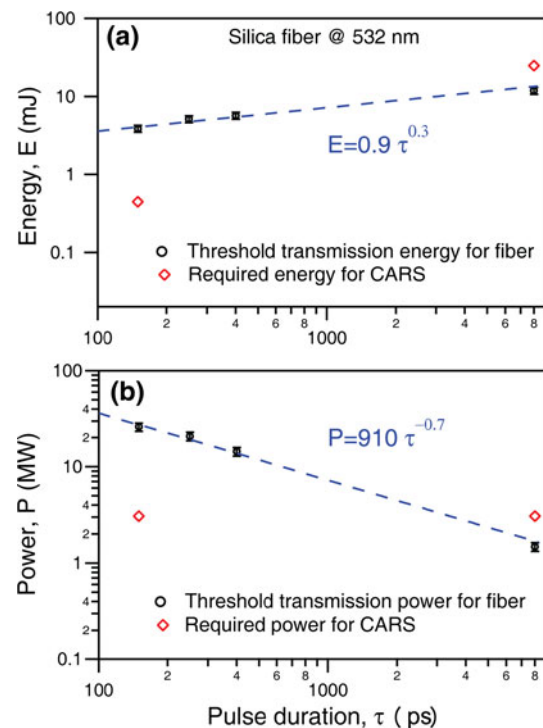 (a)
Silica fiber @ 532 nm
100
10
1
0.1
Energy, E (mJ)
E=0.9 τ^0.3
Threshold transmission energy for fiber
Required energy for CARS
100 2 4 6 8 1000 2 4 6 8
(b)
100
4
2
10
4
2
1
4
2
0.1
Power, P (MW)
P=910 τ^−0.7
Threshold transmission power for fiber
Required power for CARS
100 2 4 6 8 1000 2 4 6 8
Pulse duration, τ ( ps)